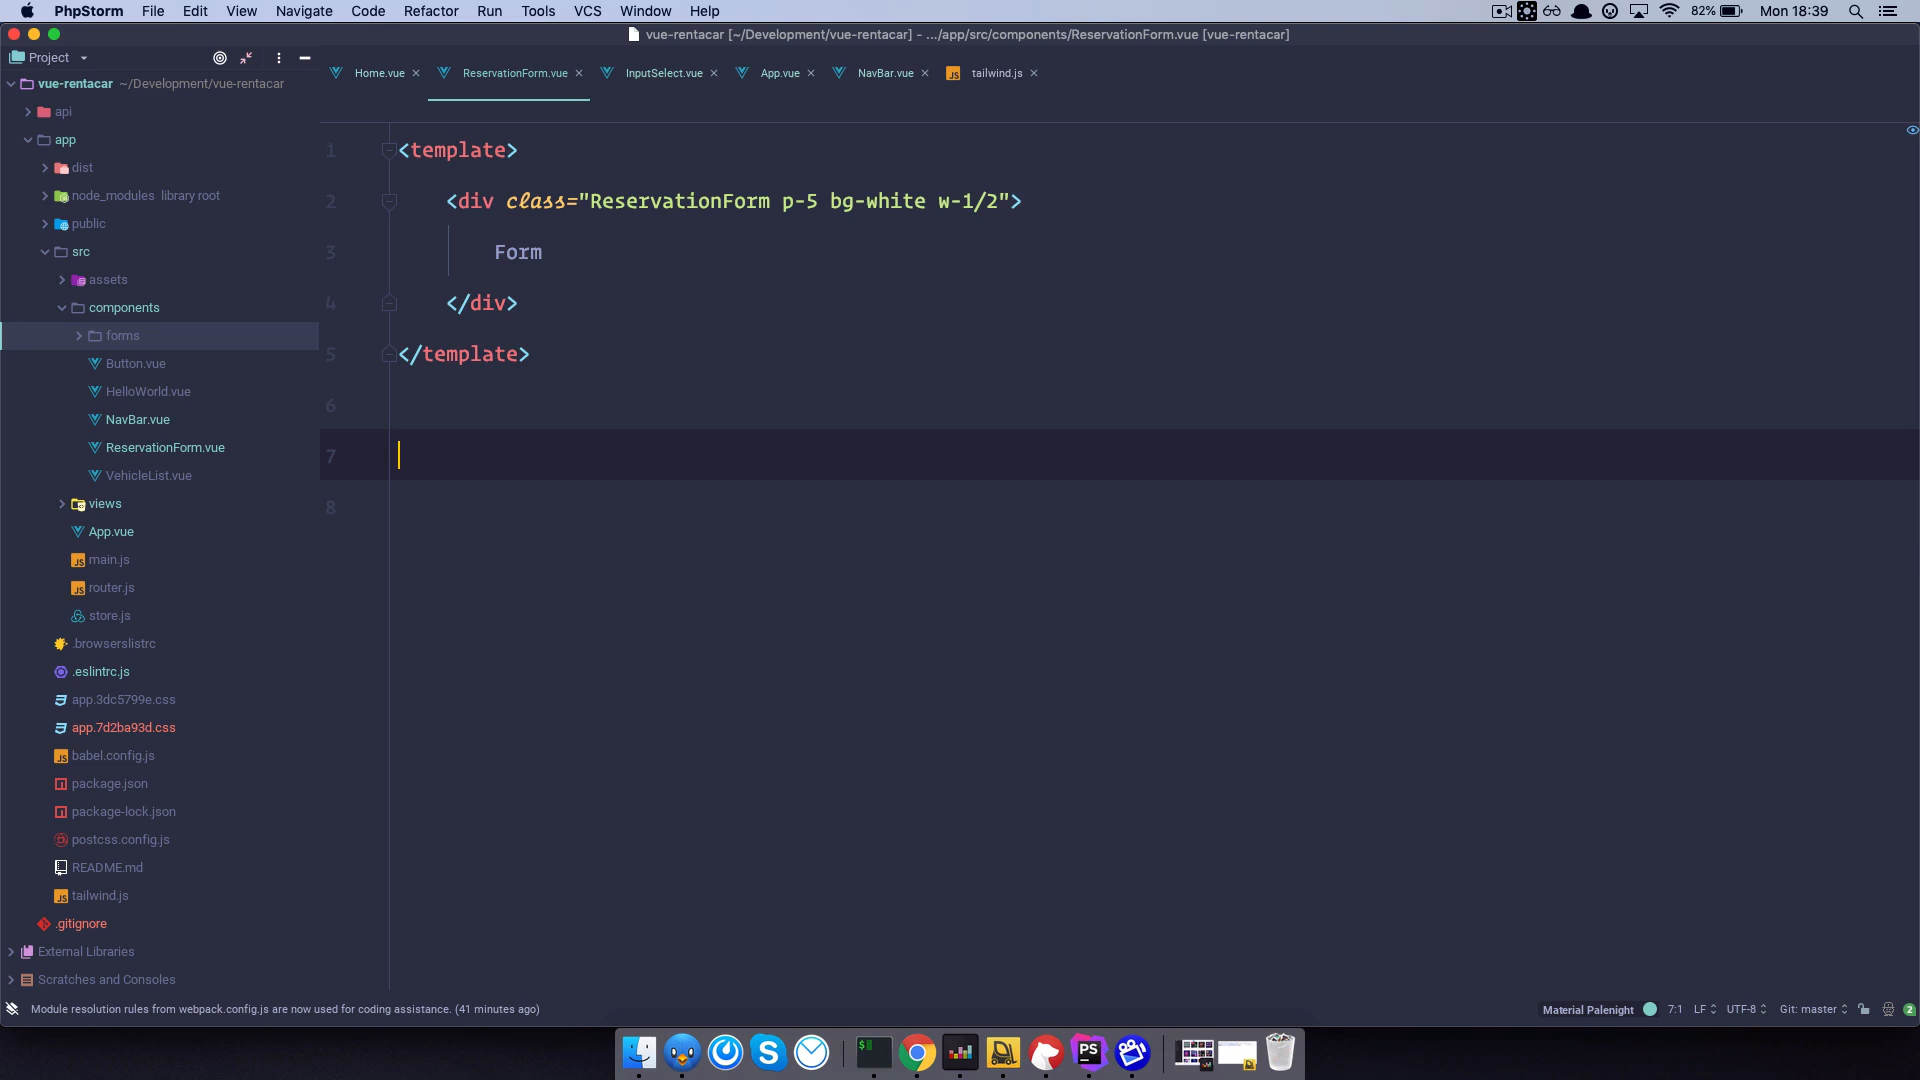 PhpStorm File Edit View Navigate Code Refactor Run Tools VCS Window Help 82% Mon 18:39
vue-rentacar [~/Development/vue-rentacar] - .../app/src/components/ReservationForm.vue [vue-rentacar]
Project
Home.vue ReservationForm.vue InputSelect.vue App.vue NavBar.vue JS tailwind.js
vue-rentacar ~/Development/vue-rentacar
api
app
dist
node_modules library root
public
src
assets
components
forms
Button.vue
HelloWorld.vue
NavBar.vue
ReservationForm.vue
VehicleList.vue
views
App.vue
JS main.js
JS router.js
store.js
.browserslistrc
.eslintrc.js
app.3dc5799e.css
app.7d2ba93d.css
JS babel.config.js
package.json
package-lock.json
postcss.config.js
README.md
JS tailwind.js
.gitignore
External Libraries
Scratches and Consoles
1 <template>
2 <div class="ReservationForm p-5 bg-white w-1/2">
3 Form
4 </div>
5 </template>
6
7
8
Module resolution rules from webpack.config.js are now used for coding assistance. (41 minutes ago)
Material Palenight 7:1 LF UTF-8 Git: master 2
S $ PS